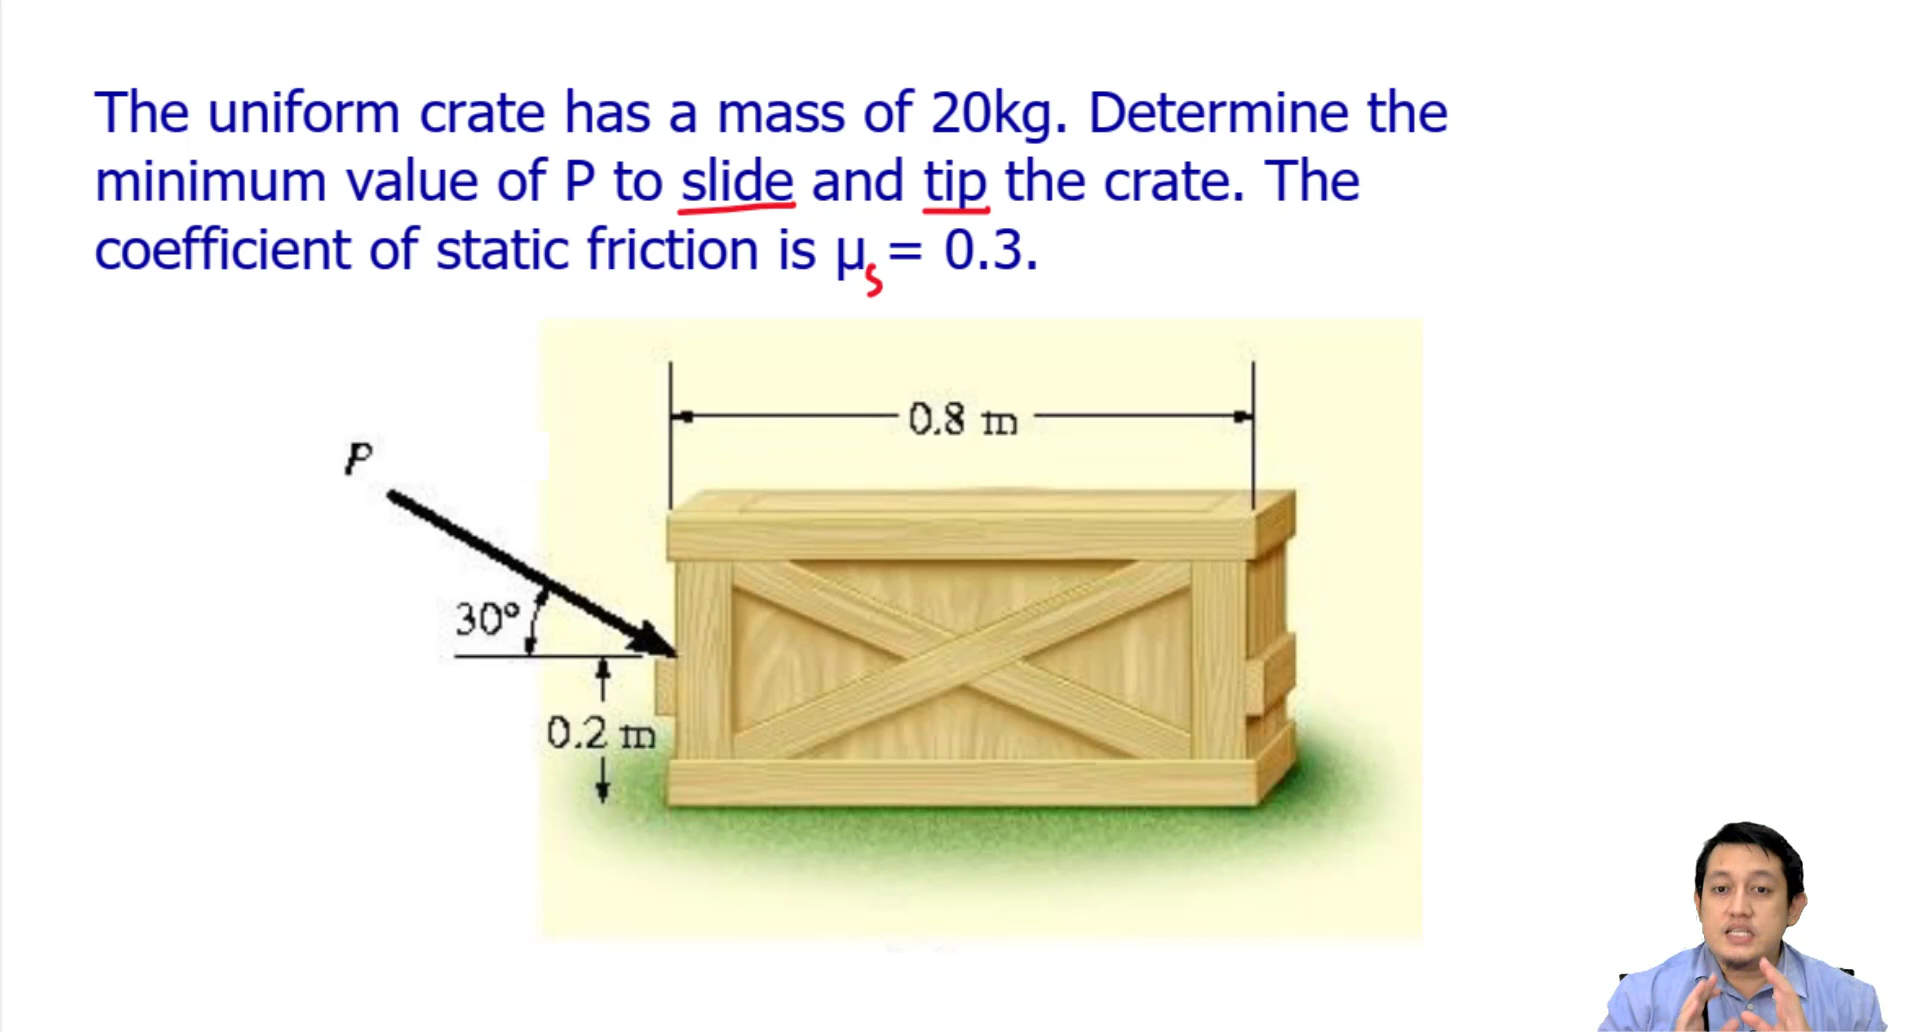 The uniform crate has a mass of 20kg. Determine the
minimum value of P to slide and tip the crate. The
coefficient of static friction is μs = 0.3.
0.8 m
P
30°
0.2 m